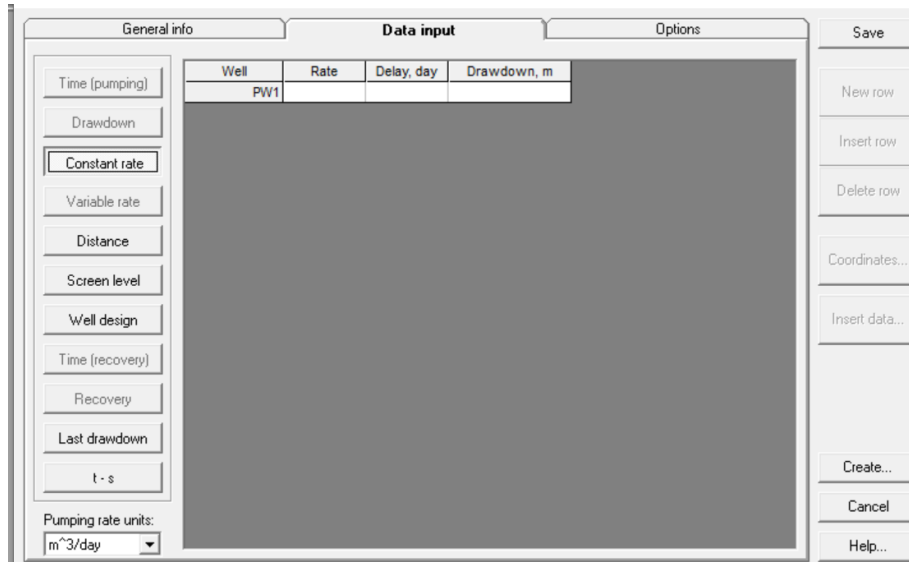 General info
Data input
Options
Time (pumping)
Drawdown
Constant rate
Variable rate
Distance
Screen level
Well design
Time (recovery)
Recovery
Last drawdown
t - s
Pumping rate units:
m^3/day
Well Rate Delay, day Drawdown, m
PW1
Save
New row
Insert row
Delete row
Coordinates...
Insert data...
Create...
Cancel
Help...